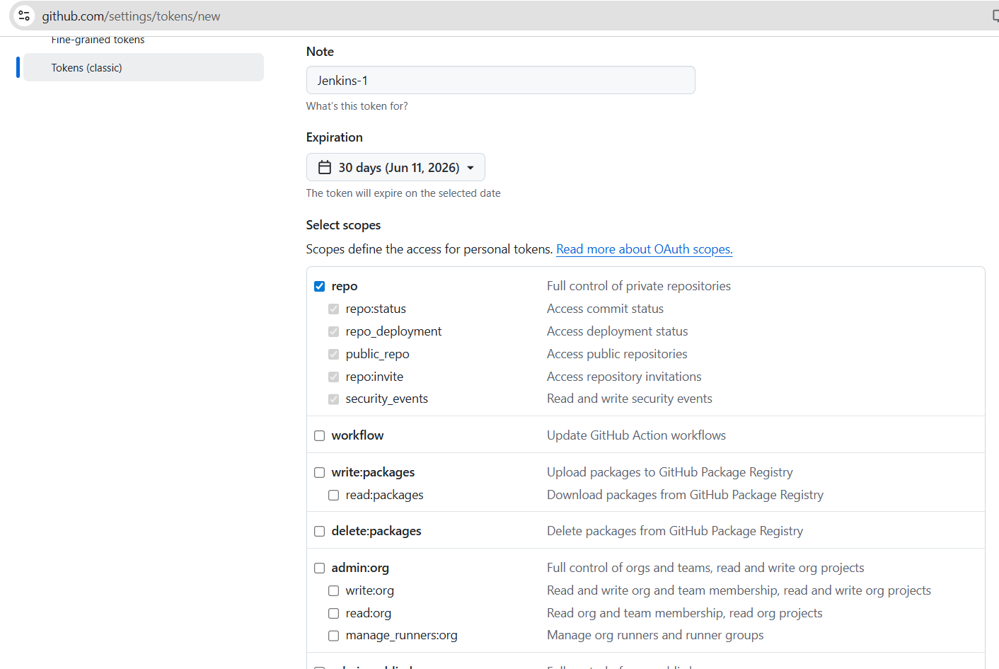 github.com/settings/tokens/new
Fine-grained tokens
Tokens (classic)
Note
Jenkins-1
What's this token for?
Expiration
30 days (Jun 11, 2026)
The token will expire on the selected date
Select scopes
Scopes define the access for personal tokens. Read more about OAuth scopes.
repo Full control of private repositories
repo:status Access commit status
repo_deployment Access deployment status
public_repo Access public repositories
repo:invite Access repository invitations
security_events Read and write security events
workflow Update GitHub Action workflows
write:packages Upload packages to GitHub Package Registry
read:packages Download packages from GitHub Package Registry
delete:packages Delete packages from GitHub Package Registry
admin:org Full control of orgs and teams, read and write org projects
write:org Read and write org and team membership, read and write org projects
read:org Read org and team membership, read org projects
manage_runners:org Manage org runners and runner groups